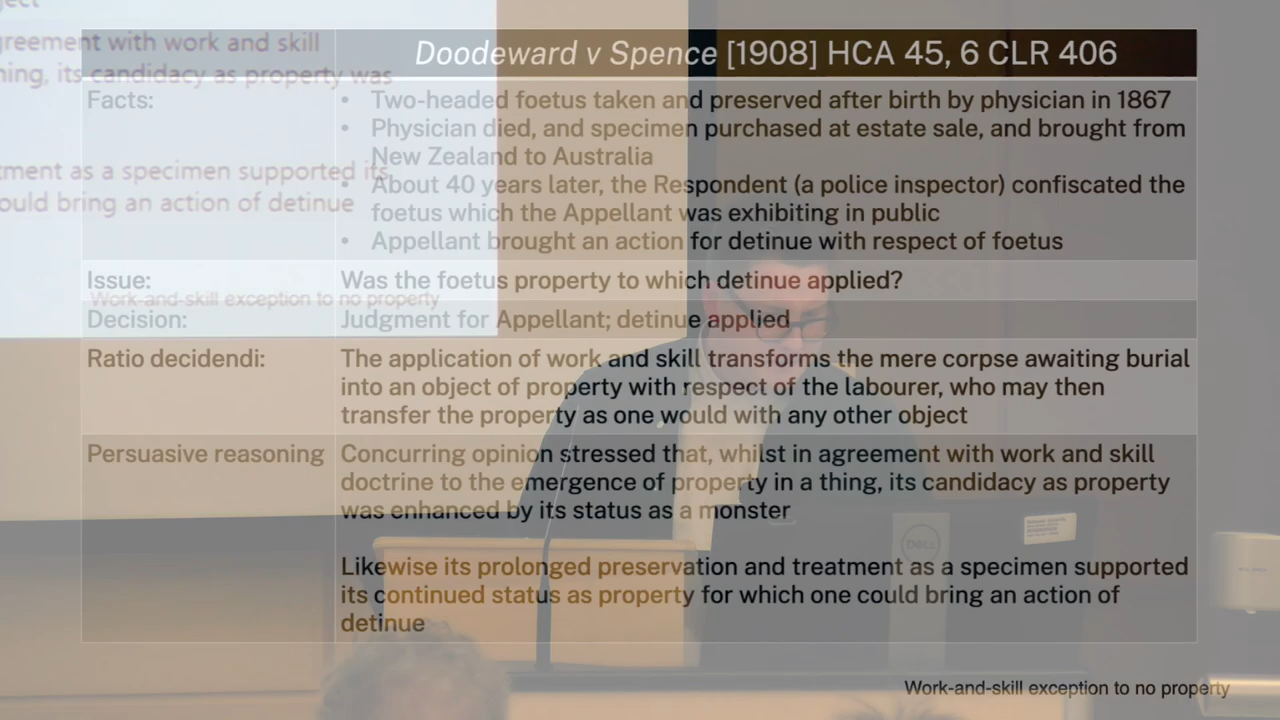 ject
reement with work and skill
ning, its candidacy as property was
tment as a specimen supported its
ould bring an action of detinue
Work-and-skill exception to no property
Doodeward v Spence [1908] HCA 45, 6 CLR 406
Facts:
• Two-headed foetus taken and preserved after birth by physician in 1867
• Physician died, and specimen purchased at estate sale, and brought from
New Zealand to Australia
• About 40 years later, the Respondent (a police inspector) confiscated the
foetus which the Appellant was exhibiting in public
• Appellant brought an action for detinue with respect of foetus
Issue:
Was the foetus property to which detinue applied?
Decision:
Judgment for Appellant; detinue applied
Ratio decidendi:
The application of work and skill transforms the mere corpse awaiting burial
into an object of property with respect of the labourer, who may then
transfer the property as one would with any other object
Persuasive reasoning
Concurring opinion stressed that, whilst in agreement with work and skill
doctrine to the emergence of property in a thing, its candidacy as property
was enhanced by its status as a monster
Likewise its prolonged preservation and treatment as a specimen supported
its continued status as property for which one could bring an action of
detinue
DELL
Work-and-skill exception to no property